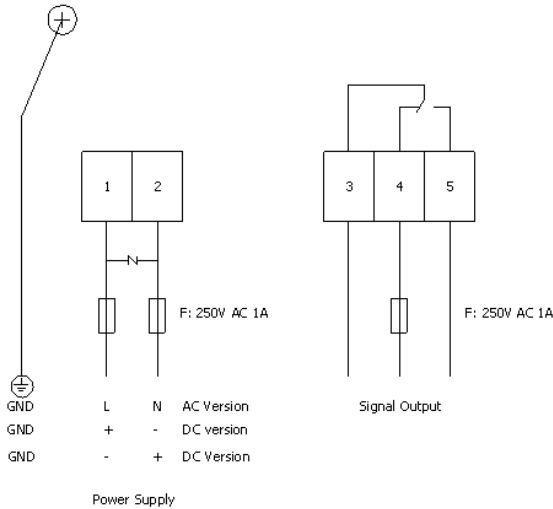 1 2 3 4 5
F: 250V AC 1A F: 250V AC 1A
GND L N AC Version Signal Output
GND + - DC version
GND - + DC Version
Power Supply